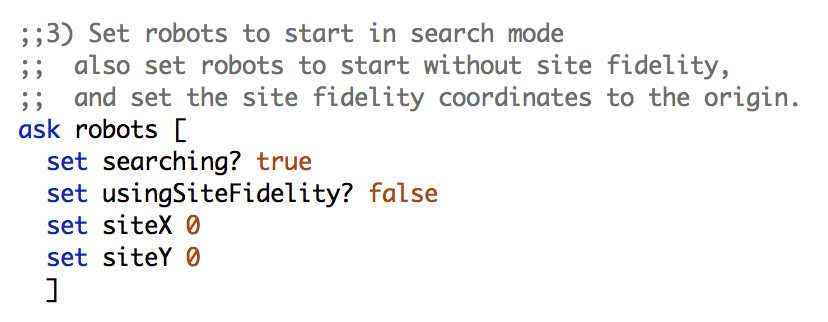 ;;3) Set robots to start in search mode
;;  also set robots to start without site fidelity,
;;  and set the site fidelity coordinates to the origin.
ask robots [
  set searching? true
  set usingSiteFidelity? false
  set siteX 0
  set siteY 0
  ]